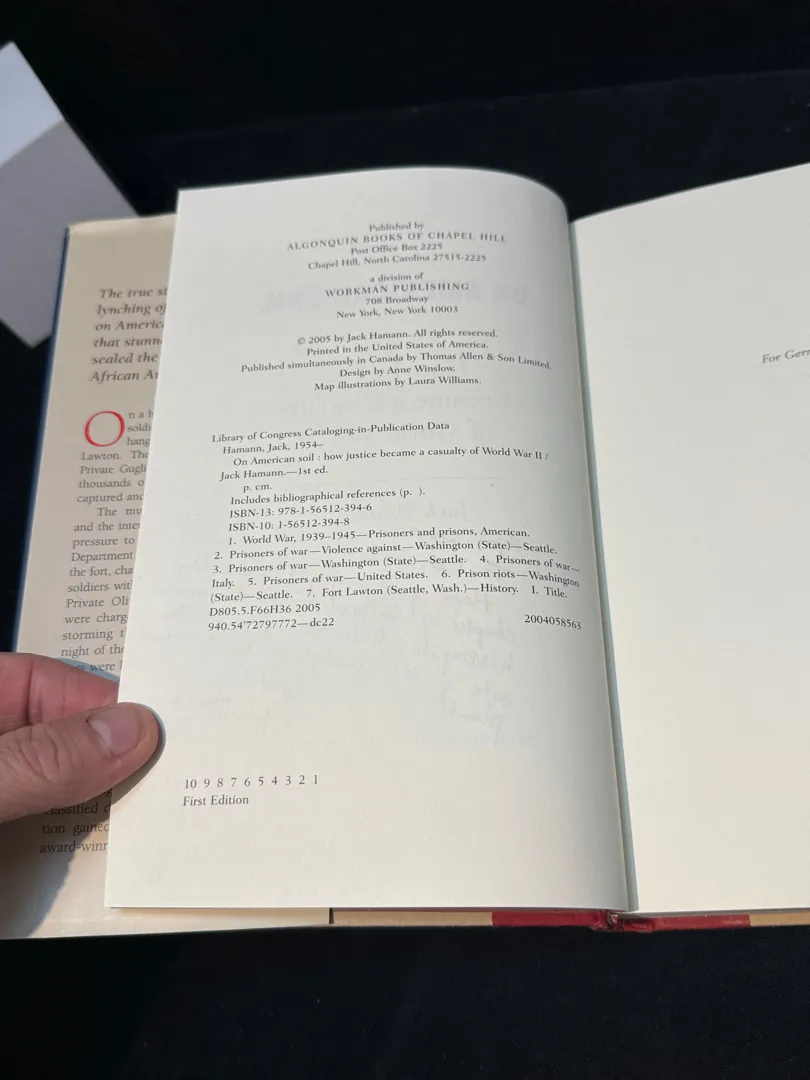 The true st
lynching of
on Americ
that stunn
sealed the
African A
On a h
soldi
hang
Lawton. The
Private Gugli
thousands o
captured and
The mu
and the inte
pressure to
Department
the fort, cha
soldiers wit
Private Oli
were charg
storming t
night of the
ers were l
classified d
tion gained
award-winn
Published by
ALGONQUIN BOOKS OF CHAPEL HILL
Post Office Box 2225
Chapel Hill, North Carolina 27515-2225
a division of
WORKMAN PUBLISHING
708 Broadway
New York, New York 10003
© 2005 by Jack Hamann. All rights reserved.
Printed in the United States of America.
Published simultaneously in Canada by Thomas Allen & Son Limited.
Design by Anne Winslow.
Map illustrations by Laura Williams.
Library of Congress Cataloging-in-Publication Data
Hamann, Jack, 1954–
On American soil : how justice became a casualty of World War II /
Jack Hamann.—1st ed.
p. cm.
Includes bibliographical references (p. ).
ISBN-13: 978-1-56512-394-6
ISBN-10: 1-56512-394-8
1. World War, 1939–1945—Prisoners and prisons, American.
2. Prisoners of war—Violence against—Washington (State)—Seattle.
3. Prisoners of war—Washington (State)—Seattle. 4. Prisoners of war—
Italy. 5. Prisoners of war—United States. 6. Prison riots—Washington
(State)—Seattle. 7. Fort Lawton (Seattle, Wash.)—History. I. Title.
D805.5.F66H36 2005
940.54'72797772—dc22 2004058563
10 9 8 7 6 5 4 3 2 1
First Edition
For Ger